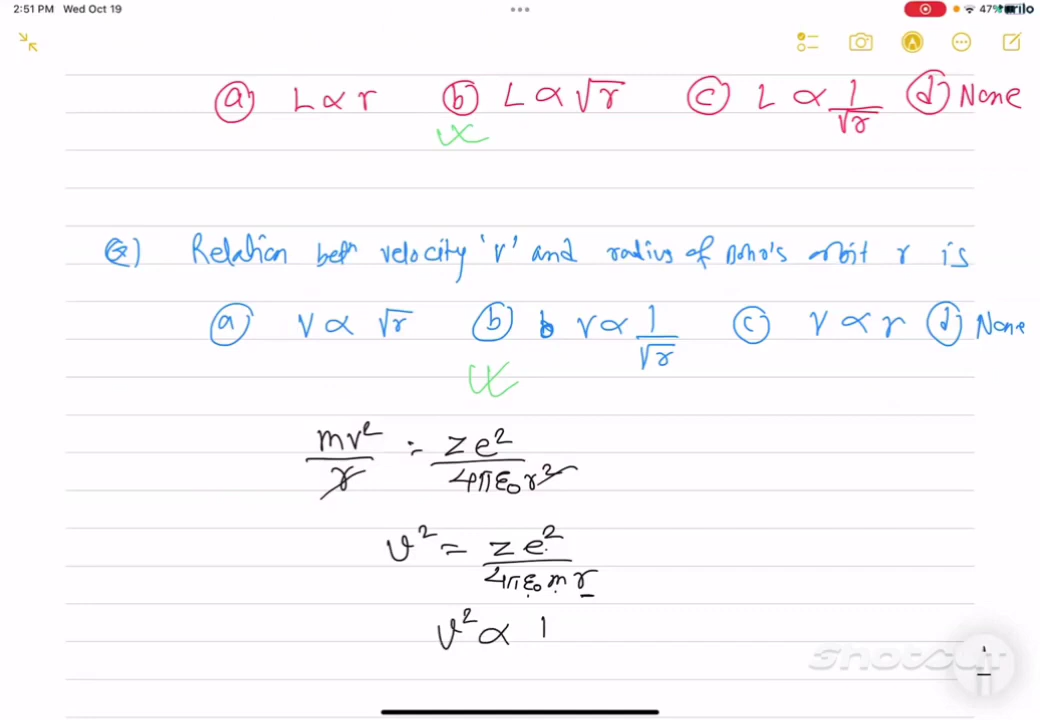 2:51 PM Wed Oct 19
47%
(a) L ∝ r (b) L ∝ √r (c) L ∝ 1/√r (d) None
Q) Relation betn velocity 'v' and radius of Bohr's orbit r is
(a) v ∝ √r (b) b v ∝ 1/√r (c) v ∝ r (d) None
mv²/r = ze²/4πε₀r²
v² = ze²/4πε₀mr
v² ∝ 1